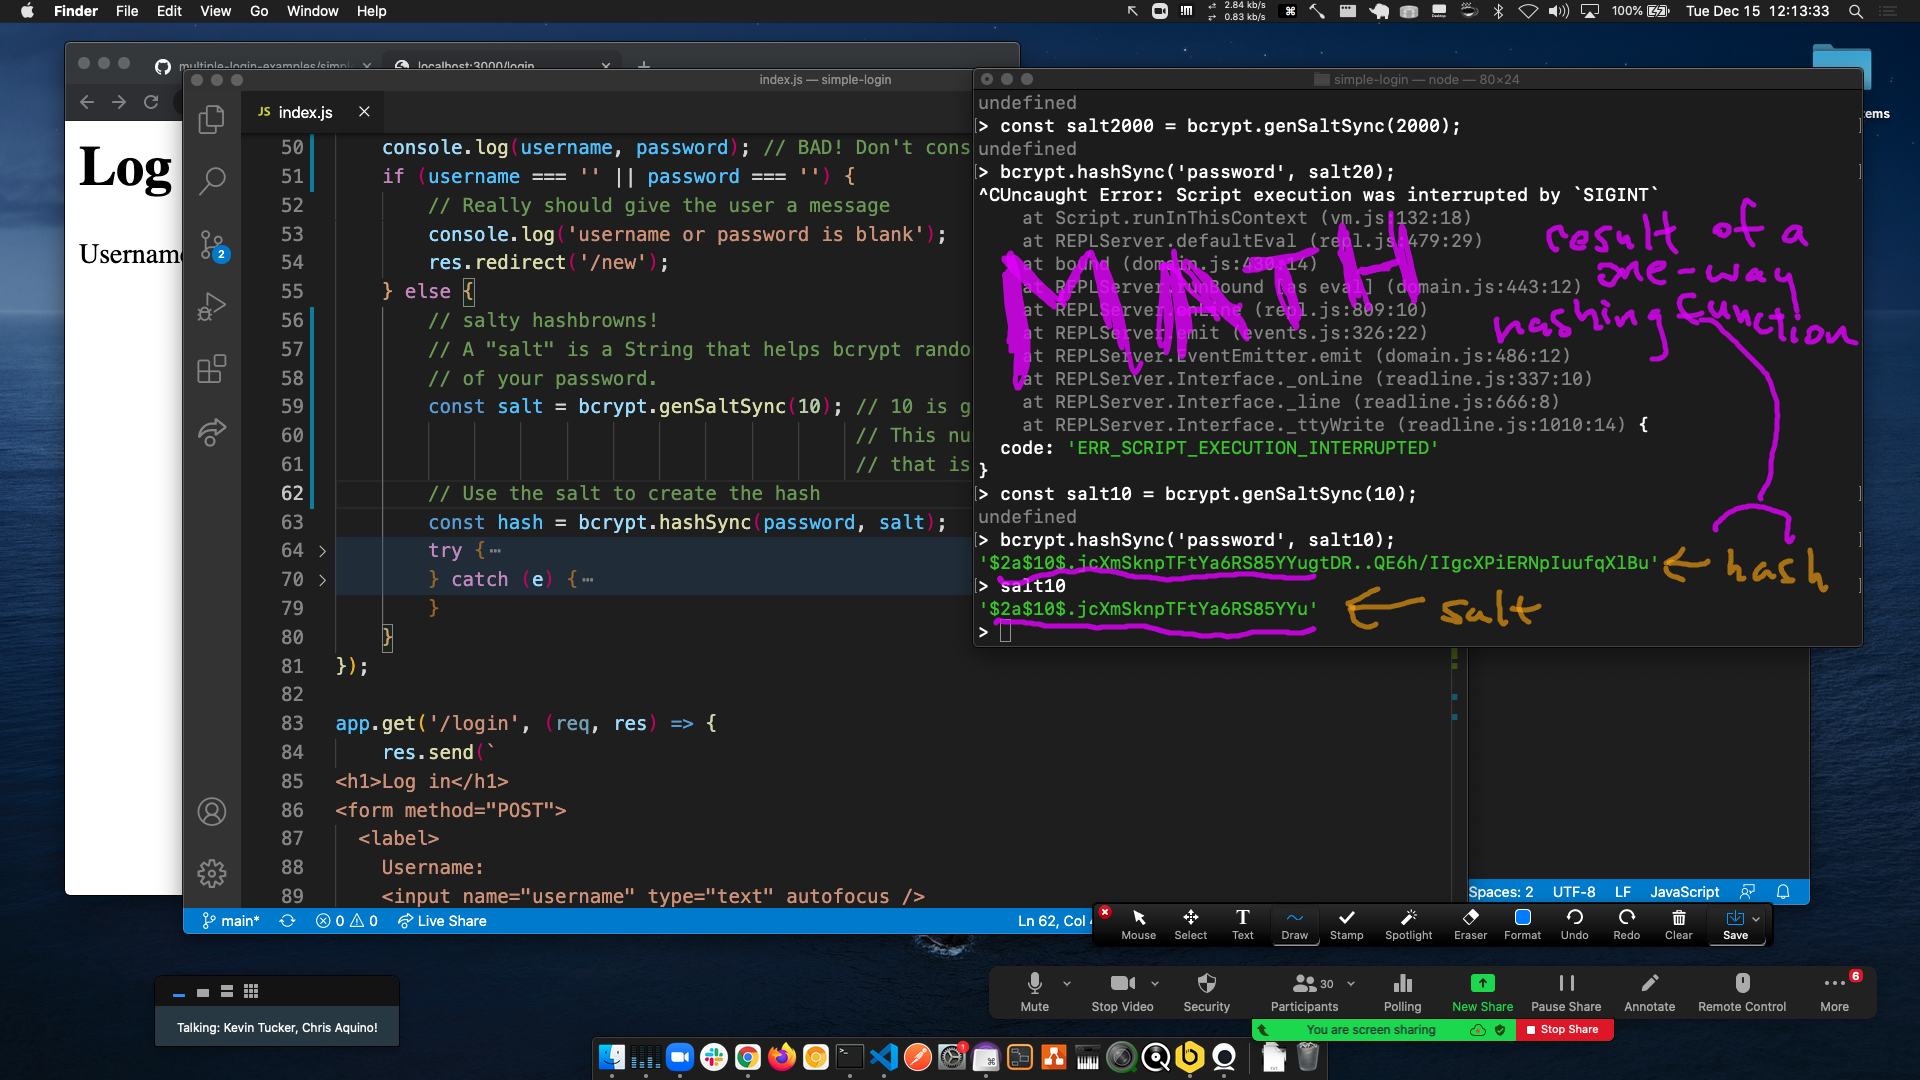 Finder File Edit View Go Window Help
2.84 kb/s
0.83 kb/s
100%
Tue Dec 15 12:13:33
multiple-login-examples/simpl
localhost:3000/login
Log
Username
index.js — simple-login
JS index.js
50 console.log(username, password); // BAD! Don't cons
51 if (username === '' || password === '') {
52 // Really should give the user a message
53 console.log('username or password is blank');
54 res.redirect('/new');
55 } else {
56 // salty hashbrowns!
57 // A "salt" is a String that helps bcrypt rando
58 // of your password.
59 const salt = bcrypt.genSaltSync(10); // 10 is g
60 // This nu
61 // that is
62 // Use the salt to create the hash
63 const hash = bcrypt.hashSync(password, salt);
64 try {…
70 } catch (e) {…
79 }
80 }
81 });
82
83 app.get('/login', (req, res) => {
84 res.send(`
85 <h1>Log in</h1>
86 <form method="POST">
87 <label>
88 Username:
89 <input name="username" type="text" autofocus />
2
main* 0 0 Live Share
Ln 62, Col
simple-login — node — 80×24
undefined
> const salt2000 = bcrypt.genSaltSync(2000);
undefined
> bcrypt.hashSync('password', salt20);
^CUncaught Error: Script execution was interrupted by `SIGINT`
at Script.runInThisContext (vm.js:132:18)
at REPLServer.defaultEval (repl.js:479:29)
at bound (domain.js:430:14)
at REPLServer.runBound [as eval] (domain.js:443:12)
at REPLServer.onLine (repl.js:809:10)
at REPLServer.emit (events.js:326:22)
at REPLServer.EventEmitter.emit (domain.js:486:12)
at REPLServer.Interface._onLine (readline.js:337:10)
at REPLServer.Interface._line (readline.js:666:8)
at REPLServer.Interface._ttyWrite (readline.js:1010:14) {
code: 'ERR_SCRIPT_EXECUTION_INTERRUPTED'
}
> const salt10 = bcrypt.genSaltSync(10);
undefined
> bcrypt.hashSync('password', salt10);
'$2a$10$.jcXmSknpTFtYa6RS85YYugtDR..QE6h/IIgcXPiERNpIuufqXlBu'
> salt10
'$2a$10$.jcXmSknpTFtYa6RS85YYu'
>
MATH
result of a
one-way
hashing function
hash
salt
ems
Spaces: 2 UTF-8 LF JavaScript
Mouse Select Text Draw Stamp Spotlight Eraser Format Undo Redo Clear Save
30
6
Mute Stop Video Security Participants Polling New Share Pause Share Annotate Remote Control More
You are screen sharing Stop Share
Talking: Kevin Tucker, Chris Aquino!
1